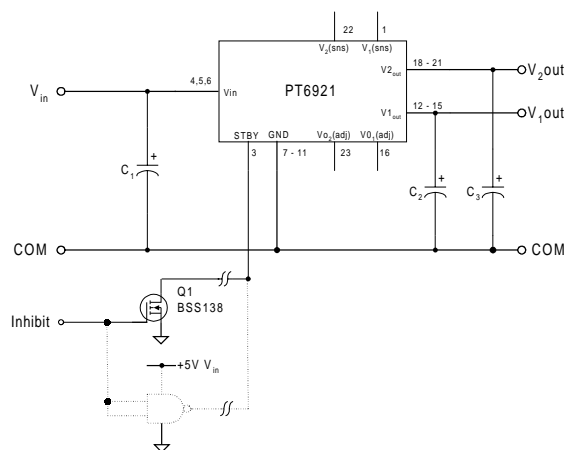 22
1
V2(sns)
V1(sns)
18 - 21
V2out
V2out
4,5,6
Vin
Vin
PT6921
12 - 15
V1out
V1out
STBY
GND
Vo2(adj)
V01(adj)
3
7 - 11
23
16
+
C1
+
C2
+
C3
COM
COM
Q1
BSS138
Inhibit
+5V Vin